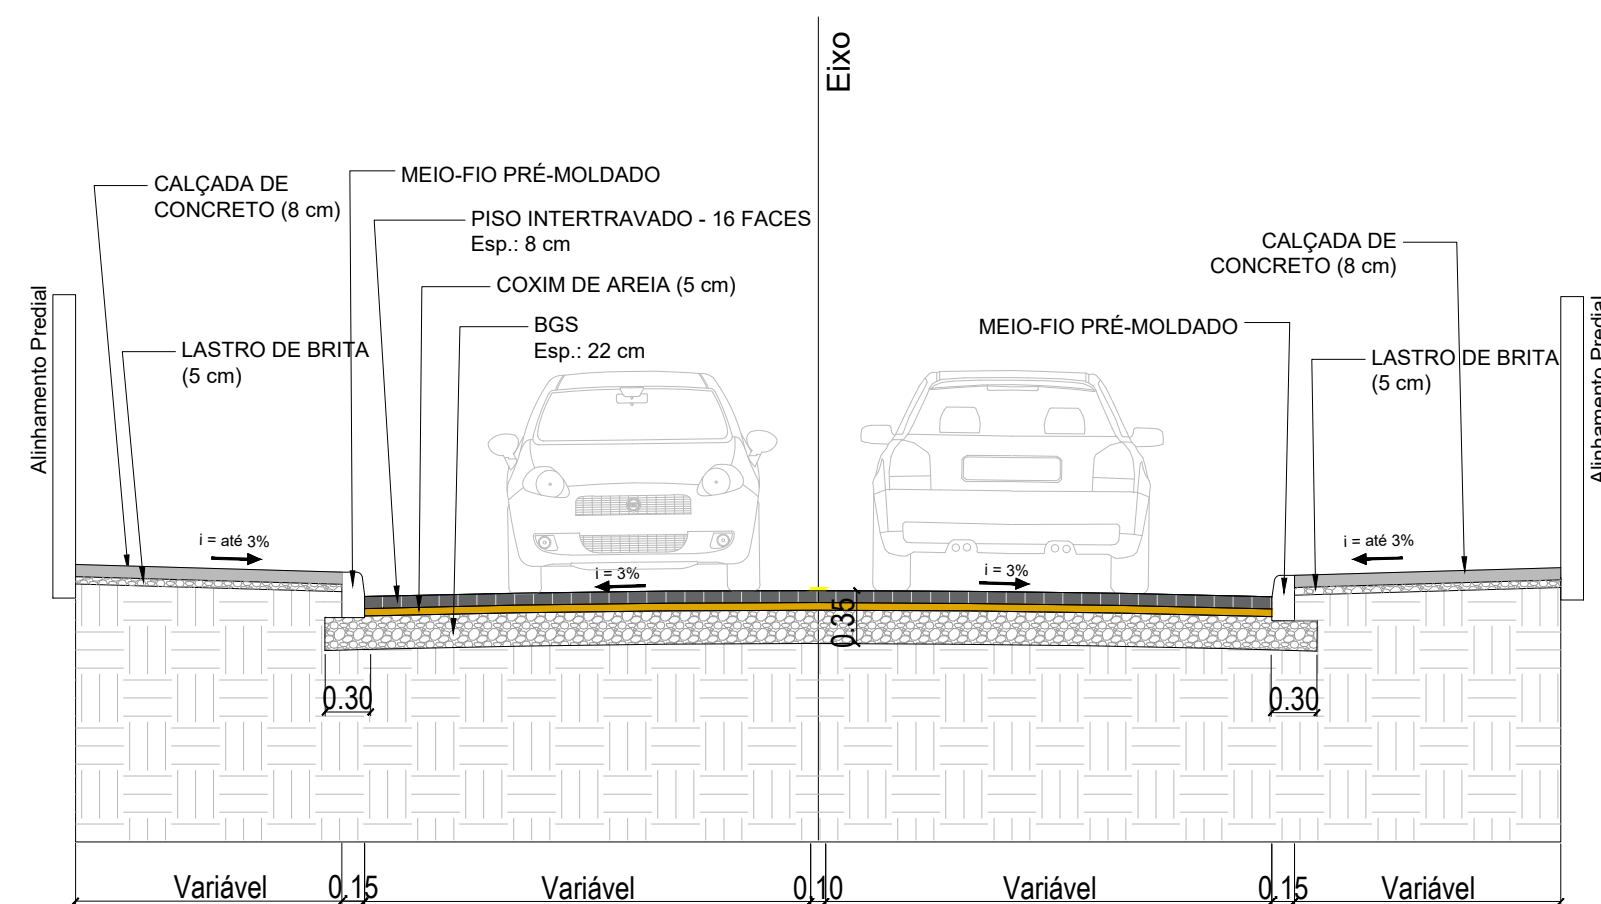 Eixo
CALÇADA DE
CONCRETO (8 cm)
MEIO-FIO PRÉ-MOLDADO
PISO INTERTRAVADO - 16 FACES
Esp.: 8 cm
COXIM DE AREIA (5 cm)
BGS
Esp.: 22 cm
LASTRO DE BRITA
(5 cm)
CALÇADA DE
CONCRETO (8 cm)
MEIO-FIO PRÉ-MOLDADO
LASTRO DE BRITA
(5 cm)
Alinhamento Predial
Alinhamento Predial
i = até 3%
i = 3%
i = 3%
i = até 3%
0.35
0.30
0.30
Variável
0.15
Variável
0.10
Variável
0.15
Variável